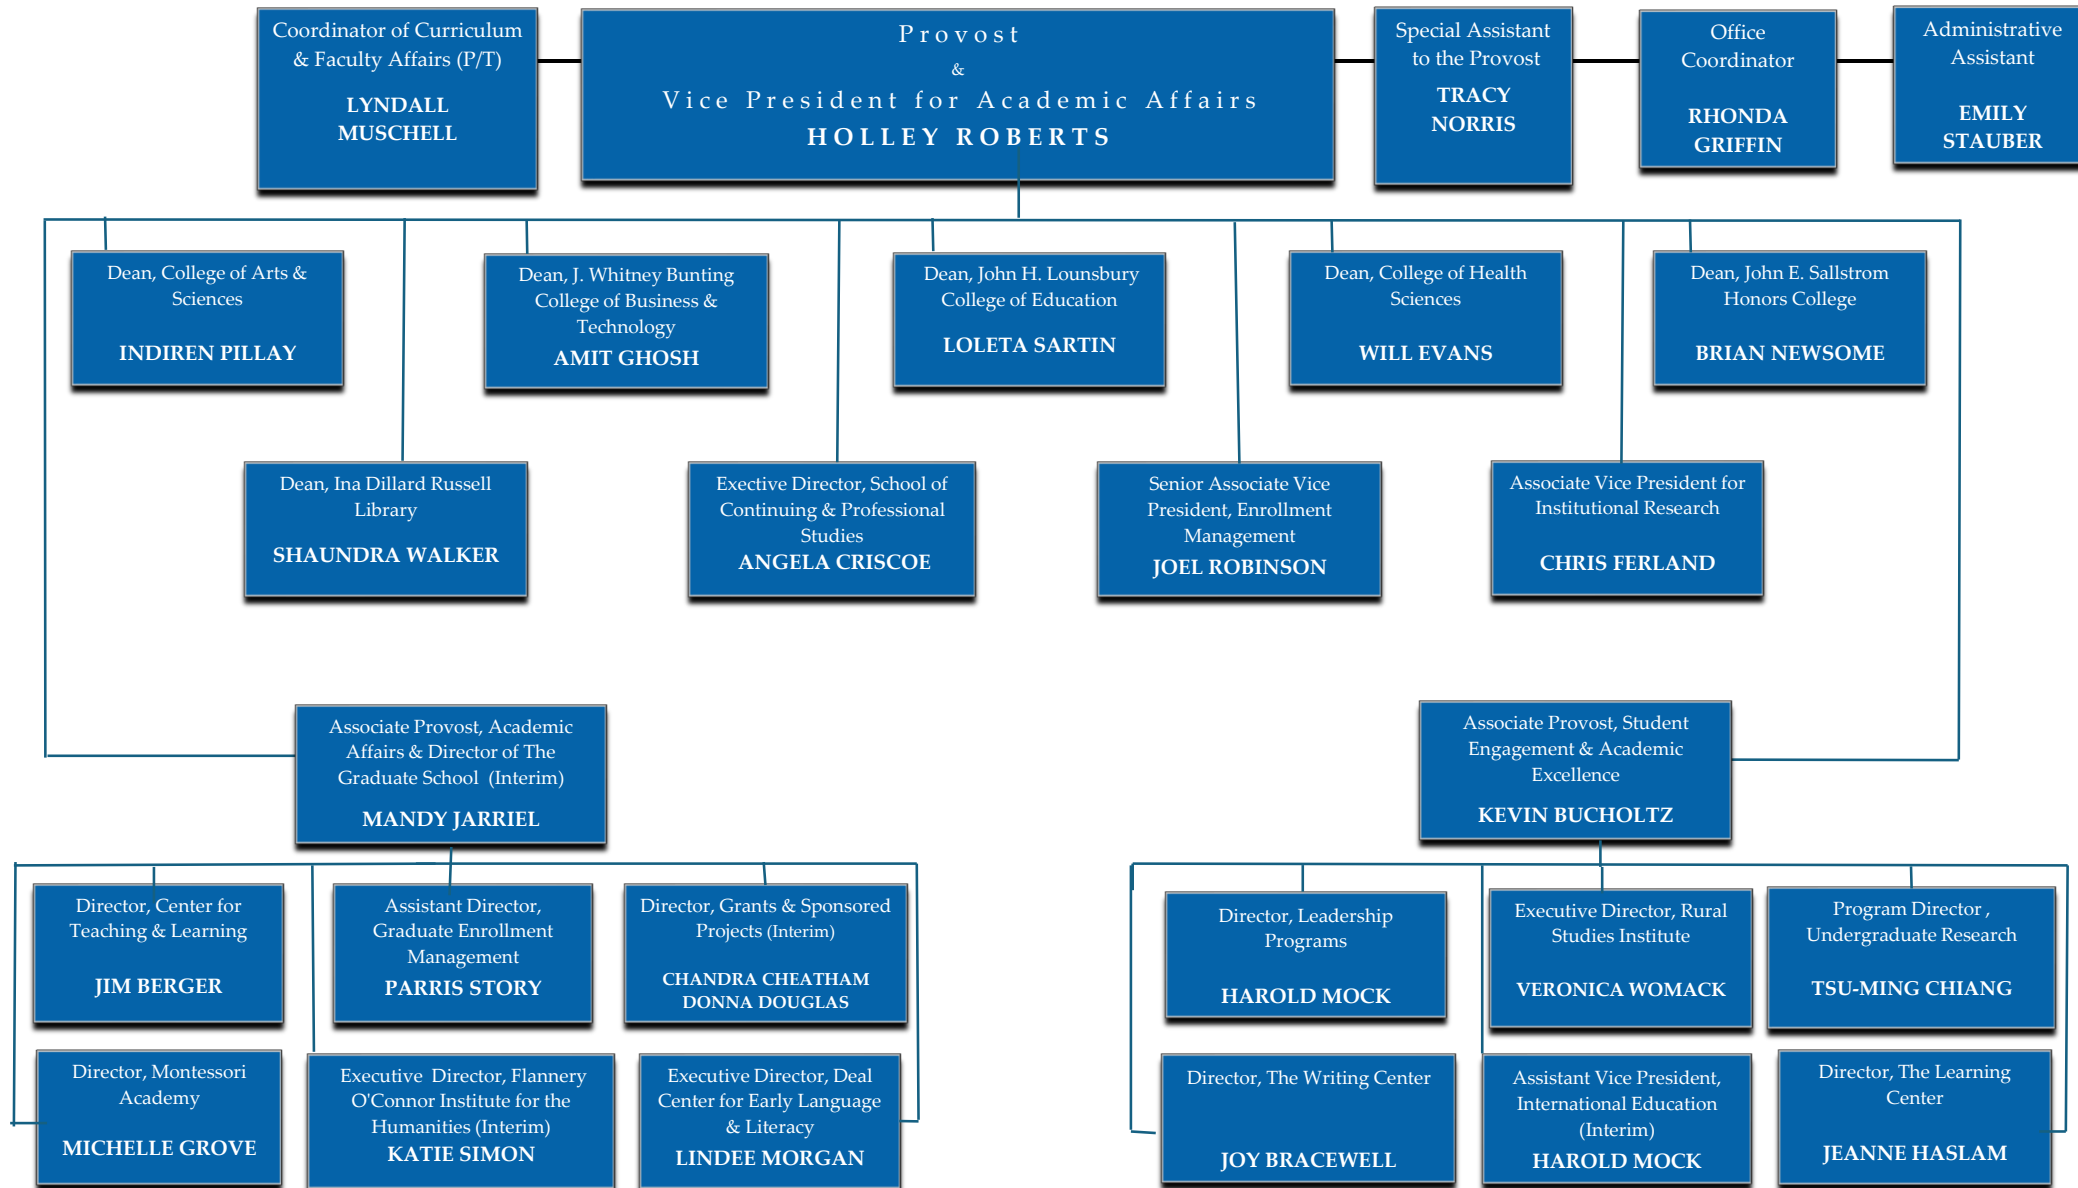 Coordinator of Curriculum
& Faculty Affairs (P/T)
LYNDALL
MUSCHELL
Provost
&
Vice President for Academic Affairs
HOLLEY ROBERTS
Special Assistant
to the Provost
TRACY
NORRIS
Office
Coordinator
RHONDA
GRIFFIN
Administrative
Assistant
EMILY
STAUBER
Dean, College of Arts &
Sciences
INDIREN PILLAY
Dean, J. Whitney Bunting
College of Business &
Technology
AMIT GHOSH
Dean, John H. Lounsbury
College of Education
LOLETA SARTIN
Dean, College of Health
Sciences
WILL EVANS
Dean, John E. Sallstrom
Honors College
BRIAN NEWSOME
Dean, Ina Dillard Russell
Library
SHAUNDRA WALKER
Exective Director, School of
Continuing & Professional
Studies
ANGELA CRISCOE
Senior Associate Vice
President, Enrollment
Management
JOEL ROBINSON
Associate Vice President for
Institutional Research
CHRIS FERLAND
Associate Provost, Academic
Affairs & Director of The
Graduate School (Interim)
MANDY JARRIEL
Associate Provost, Student
Engagement & Academic
Excellence
KEVIN BUCHOLTZ
Director, Center for
Teaching & Learning
JIM BERGER
Assistant Director,
Graduate Enrollment
Management
PARRIS STORY
Director, Grants & Sponsored
Projects (Interim)
CHANDRA CHEATHAM
DONNA DOUGLAS
Director, Leadership
Programs
HAROLD MOCK
Executive Director, Rural
Studies Institute
VERONICA WOMACK
Program Director ,
Undergraduate Research
TSU-MING CHIANG
Director, Montessori
Academy
MICHELLE GROVE
Executive Director, Flannery
O'Connor Institute for the
Humanities (Interim)
KATIE SIMON
Executive Director, Deal
Center for Early Language
& Literacy
LINDEE MORGAN
Director, The Writing Center
JOY BRACEWELL
Assistant Vice President,
International Education
(Interim)
HAROLD MOCK
Director, The Learning
Center
JEANNE HASLAM